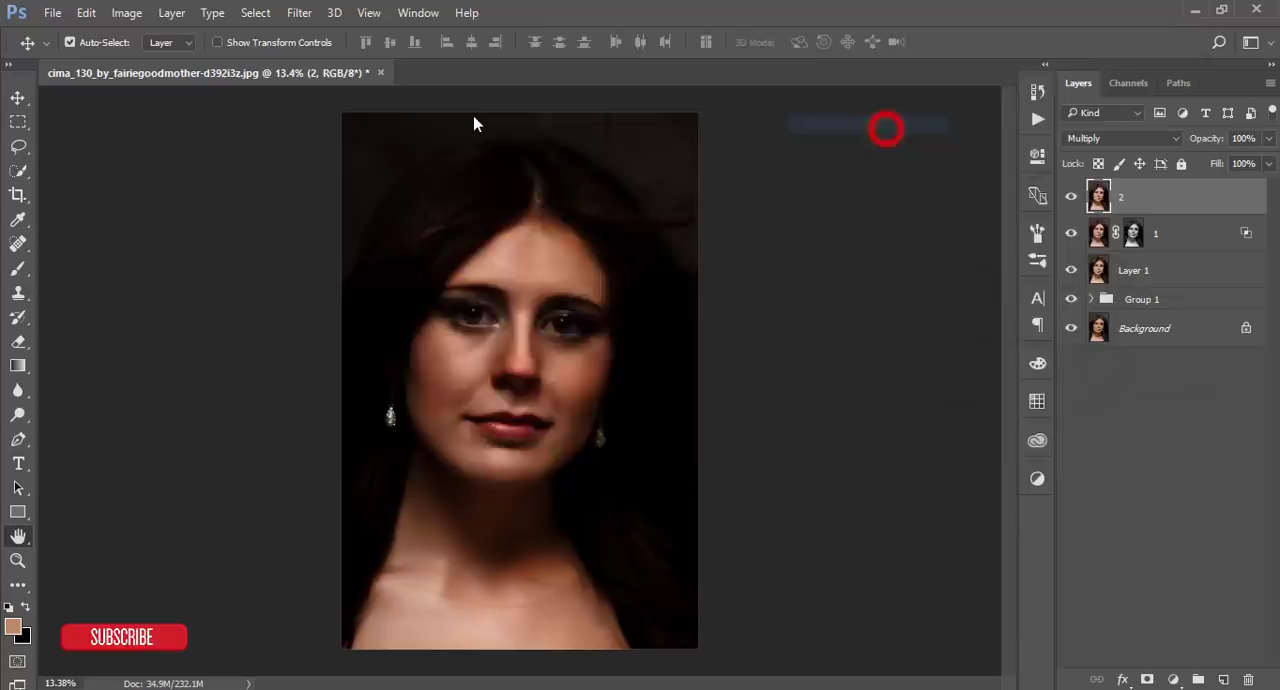 Ps File Edit Image Layer Type Select Filter 3D View Window Help
Auto-Select: Layer Show Transform Controls 3D Mode:
cima_130_by_fairiegoodmother-d392i3z.jpg @ 13.4% (2, RGB/8*) * ×
Layers Channels Paths
Kind
Multiply Opacity: 100%
Lock: Fill: 100%
2
1
Layer 1
Group 1
Background
SUBSCRIBE
13.38% Doc: 34.9M/232.1M